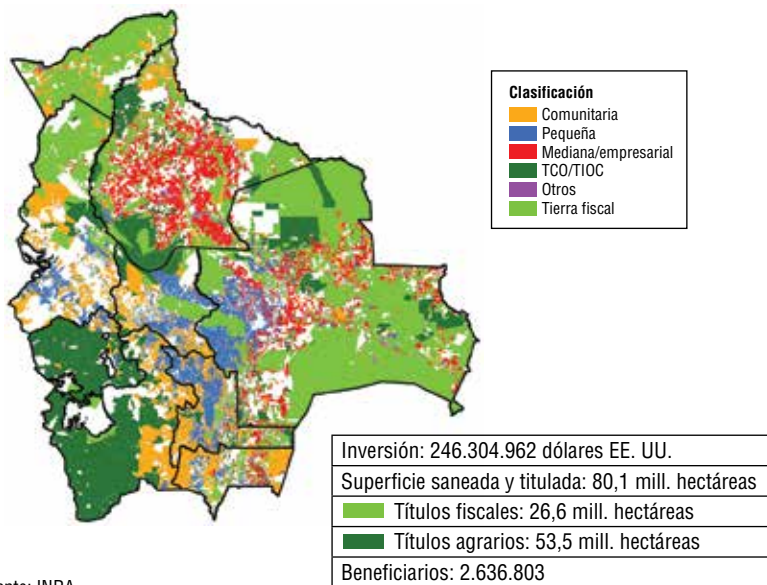 Clasificación
Comunitaria
Pequeña
Mediana/empresarial
TCO/TIOC
Otros
Tierra fiscal
Inversión: 246.304.962 dólares EE. UU.
Superficie saneada y titulada: 80,1 mill. hectáreas
Títulos fiscales: 26,6 mill. hectáreas
Títulos agrarios: 53,5 mill. hectáreas
Beneficiarios: 2.636.803